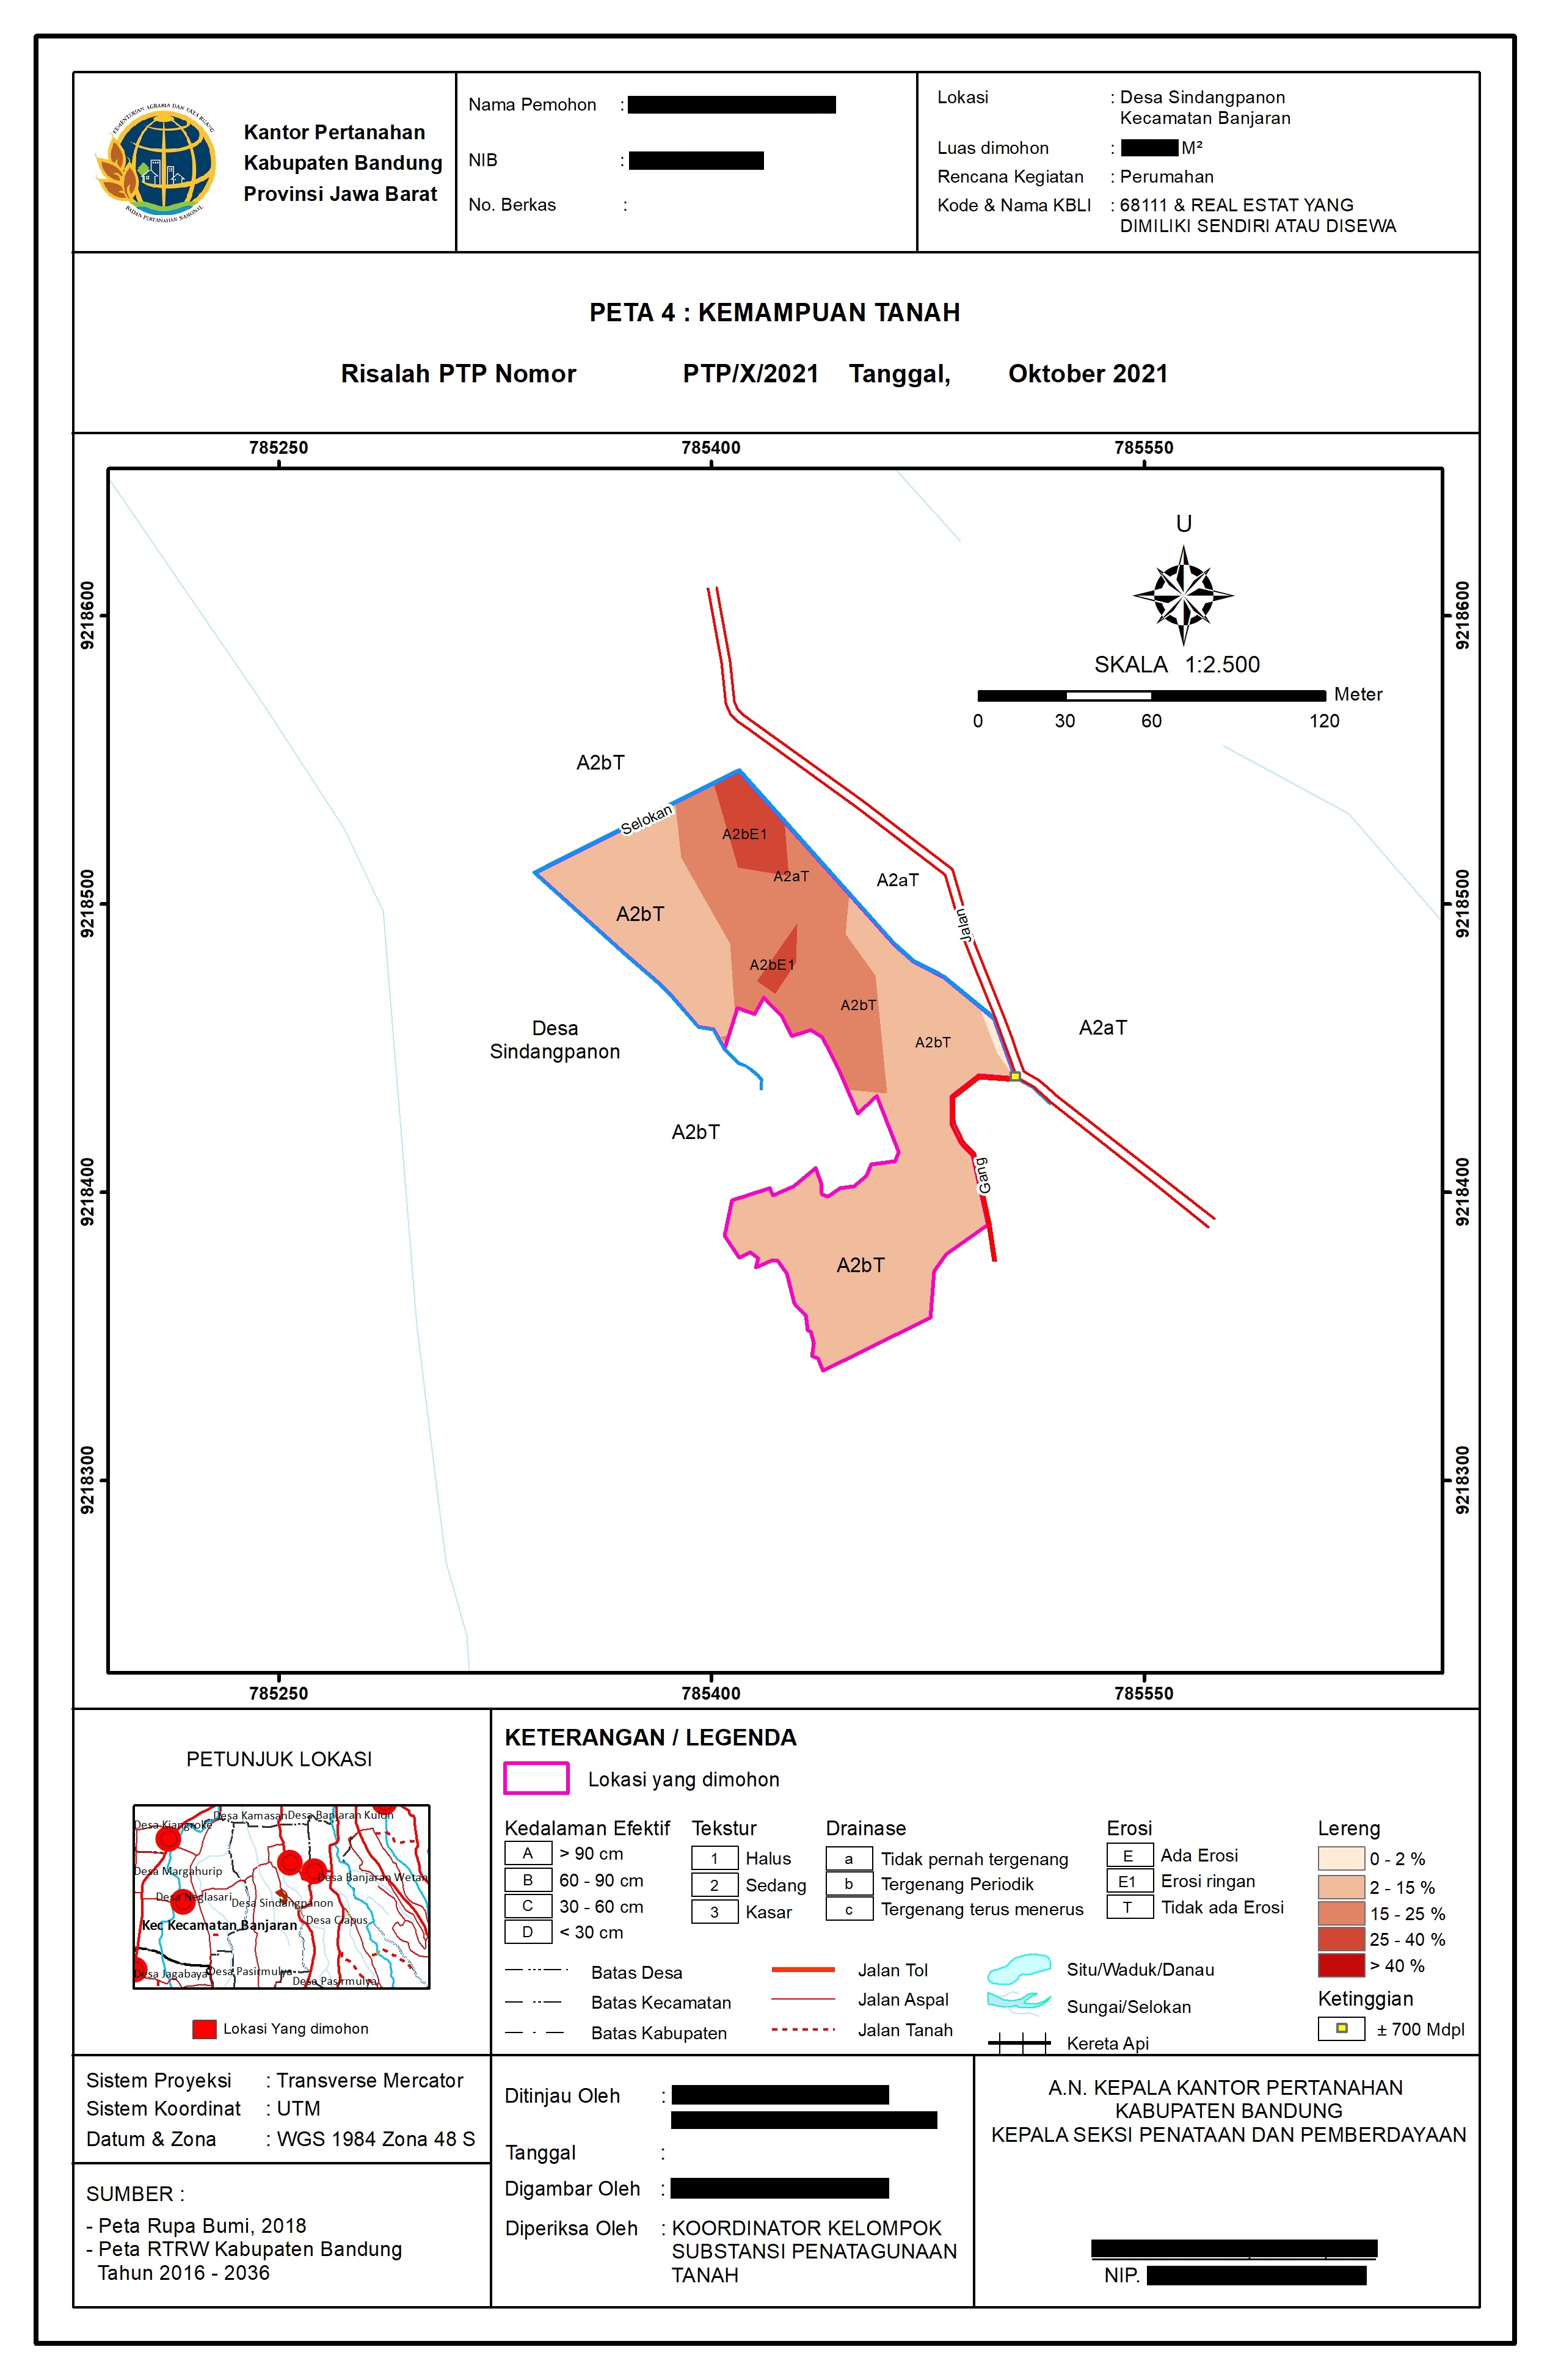 KEMENTERIAN AGRARIA DAN TATA RUANG
BADAN PERTANAHAN NASIONAL
Kantor Pertanahan
Kabupaten Bandung
Provinsi Jawa Barat
Nama Pemohon :
NIB :
No. Berkas :
Lokasi : Desa Sindangpanon
Kecamatan Banjaran
Luas dimohon : M²
Rencana Kegiatan : Perumahan
Kode & Nama KBLI : 68111 & REAL ESTAT YANG
DIMILIKI SENDIRI ATAU DISEWA
PETA 4 : KEMAMPUAN TANAH
Risalah PTP Nomor PTP/X/2021 Tanggal, Oktober 2021
785250 785400 785550
9218600 9218600
9218500 9218500
9218400 9218400
9218300 9218300
U
SKALA 1:2.500
Meter
0 30 60 120
A2bT
Selokan
A2bE1
A2aT
A2aT
A2bT
Jalan
A2bE1
A2bT
Desa
Sindangpanon
A2bT
A2aT
A2bT
Gang
A2bT
785250 785400 785550
PETUNJUK LOKASI
Desa Kamasan
Desa Banjaran Kulon
Desa Kiangroke
Desa Margahurip
Desa Banjaran Wetan
Desa Neglasari
Desa Sindangpanon
Desa Ciapus
Kec Kecamatan Banjaran
Desa Jagabaya
Desa Pasirmulya
Desa Pasirmulya
Lokasi Yang dimohon
KETERANGAN / LEGENDA
Lokasi yang dimohon
Kedalaman Efektif
A > 90 cm
B 60 - 90 cm
C 30 - 60 cm
D < 30 cm
Tekstur
1 Halus
2 Sedang
3 Kasar
Drainase
a Tidak pernah tergenang
b Tergenang Periodik
c Tergenang terus menerus
Erosi
E Ada Erosi
E1 Erosi ringan
T Tidak ada Erosi
Lereng
0 - 2 %
2 - 15 %
15 - 25 %
25 - 40 %
> 40 %
Ketinggian
± 700 Mdpl
Batas Desa
Batas Kecamatan
Batas Kabupaten
Jalan Tol
Jalan Aspal
Jalan Tanah
Situ/Waduk/Danau
Sungai/Selokan
Kereta Api
Sistem Proyeksi : Transverse Mercator
Sistem Koordinat : UTM
Datum & Zona : WGS 1984 Zona 48 S
SUMBER :
- Peta Rupa Bumi, 2018
- Peta RTRW Kabupaten Bandung
Tahun 2016 - 2036
Ditinjau Oleh :
Tanggal :
Digambar Oleh :
Diperiksa Oleh : KOORDINATOR KELOMPOK
SUBSTANSI PENATAGUNAAN
TANAH
A.N. KEPALA KANTOR PERTANAHAN
KABUPATEN BANDUNG
KEPALA SEKSI PENATAAN DAN PEMBERDAYAAN
NIP.